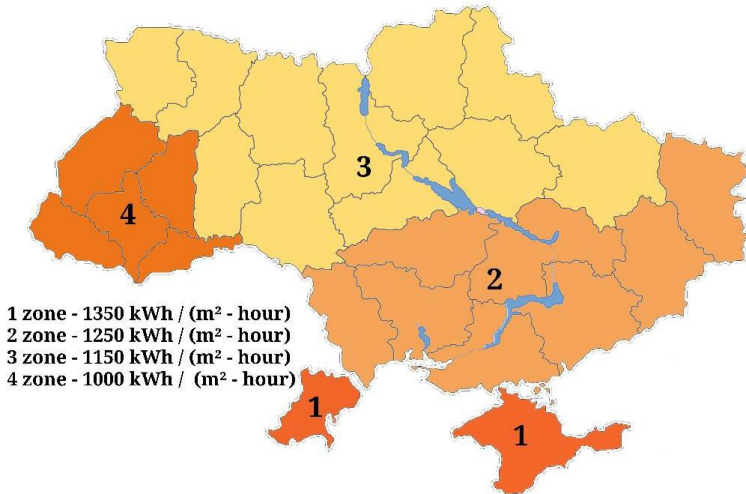 3
4
2
1 zone - 1350 kWh / (m² - hour)
2 zone - 1250 kWh / (m² - hour)
3 zone - 1150 kWh / (m² - hour)
4 zone - 1000 kWh /  (m² - hour)
1
1